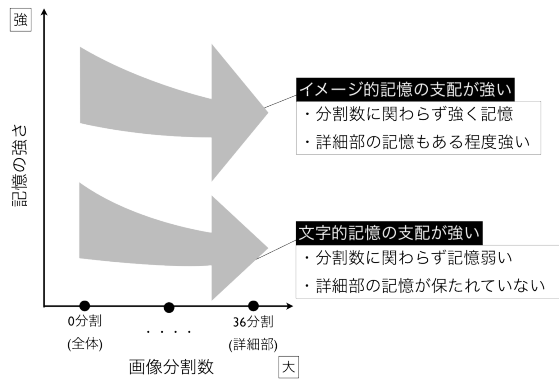 強
記憶の強さ
イメージ的記憶の支配が強い
・分割数に関わらず強く記憶
・詳細部の記憶もある程度強い
文字的記憶の支配が強い
・分割数に関わらず記憶弱い
・詳細部の記憶が保たれていない
0分割
(全体)
・・・・
36分割
(詳細部)
画像分割数
大